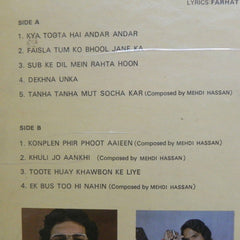 LYRICS: FARHAT
SIDE A
1. KYA TOOTA HAI ANDAR ANDAR
2. FAISLA TUM KO BHOOL JANE KA
3. SUB KE DIL MEIN RAHTA HOON
4. DEKHNA UNKA
5. TANHA TANHA MUT SOCHA KAR (Composed by MEHDI HASSAN)
SIDE B
1. KONPLEN PHIR PHOOT AAIEEN (Composed by MEHDI HASSAN)
2. KHULI JO AANKHI (Composed by MEHDI HASSAN)
3. TOOTE HUAY KHAWBON KE LIYE
4. EK BUS TOO HI NAHIN (Composed by MEHDI HASSAN)